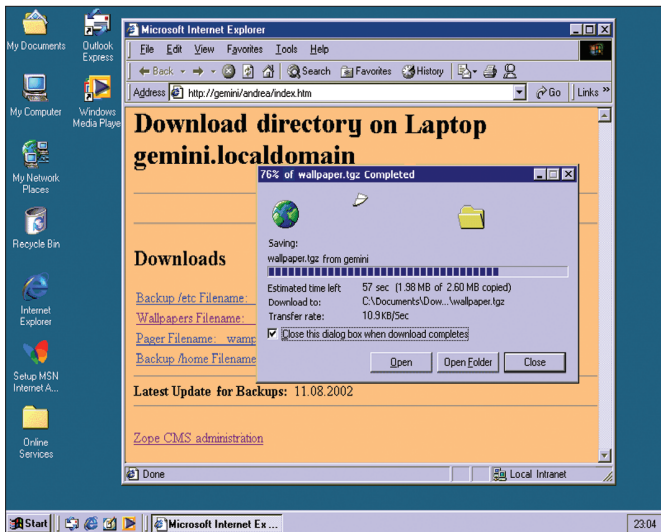 My Documents
Outlook
Express
My Computer
Windows
Media Playe
My Network
Places
Recycle Bin
Internet
Explorer
Setup MSN
Internet A...
Online
Services
Microsoft Internet Explorer
File Edit View Favorites Tools Help
Back Search Favorites History
Address http://gemini/andrea/index.htm Go Links »
Download directory on Laptop
gemini.localdomain
Downloads
Backup /etc Filename:
Wallpapers Filename:
Pager Filename: wamp
Backup /home Filename
Latest Update for Backups: 11.08.2002
Zope CMS administration
76% of wallpaper.tgz Completed
Saving:
wallpaper.tgz from gemini
Estimated time left 57 sec (1.98 MB of 2.60 MB copied)
Download to: C:\Documents\Dow...\wallpaper.tgz
Transfer rate: 10.9 KB/Sec
Close this dialog box when download completes
Open Open Folder Close
Done Local intranet
Start Microsoft Internet Ex ... 23:04